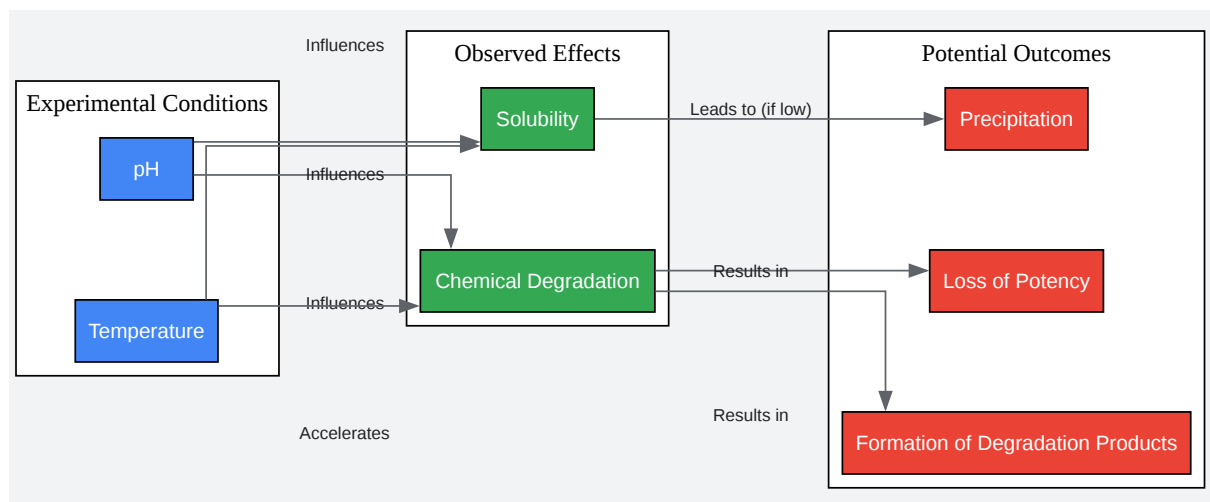 Experimental Conditions
pH
Temperature
Influences
Influences
Influences
Accelerates
Observed Effects
Solubility
Chemical Degradation
Leads to (if low)
Results in
Results in
Potential Outcomes
Precipitation
Loss of Potency
Formation of Degradation Products